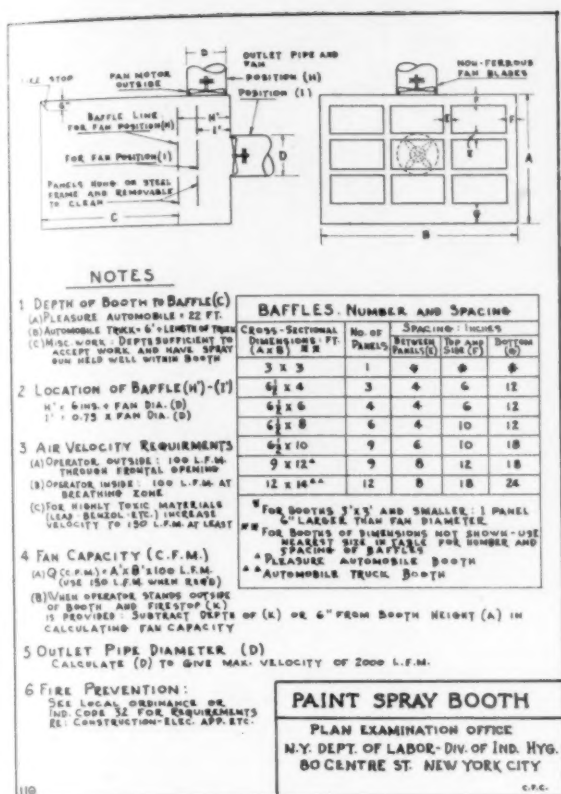 D
OUTLET PIPE AND
FAN
FAN MOTOR
OUTSIDE
POSITION (H)
POSITION (I)
NON-FERROUS
FAN BLADES
STOP
6"
BAFFLE LINE
FOR FAN POSITION(H)
H'
I'
FOR FAN POSITION(I)
D
PANELS HUNG ON STEEL
FRAME AND REMOVABLE
TO CLEAN
C
F
E
F
E
A
G
B
NOTES
1 DEPTH OF BOOTH TO BAFFLE(C)
(A) PLEASURE AUTOMOBILE = 22 FT.
(B) AUTOMOBILE TRUCK = 6' + LENGTH OF TRUCK
(C) MISC. WORK: DEPTH SUFFICIENT TO
ACCEPT WORK AND HAVE SPRAY
GUN HELD WELL WITHIN BOOTH
2 LOCATION OF BAFFLE(H')-(I')
H' = 6 INS. + FAN DIA. (D)
I' = 0.75 X FAN DIA. (D)
3 AIR VELOCITY REQUIRMENTS
(A) OPERATOR OUTSIDE: 100 L.F.M.
THROUGH FRONTAL OPENING
(B) OPERATOR INSIDE: 100 L.F.M. AT
BREATHING ZONE
(C) FOR HIGHLY TOXIC MATERIALS
(LEAD-BENZOL-ETC.) INCREASE
VELOCITY TO 150 L.F.M. AT LEAST
4 FAN CAPACITY (C.F.M.)
(A) Q (C.F.M.) = A'X B'X 100 L.F.M.
(USE 150 L.F.M. WHEN REQ'D)
(B) WHEN OPERATOR STANDS OUTSIDE
OF BOOTH AND FIRESTOP (K)
IS PROVIDED: SUBTRACT DEPTH OF (K) OR 6" FROM BOOTH HEIGHT (A) IN
CALCULATING FAN CAPACITY
5 OUTLET PIPE DIAMETER (D)
CALCULATE (D) TO GIVE MAX. VELOCITY OF 2000 L.F.M.
6 FIRE PREVENTION:
SEE LOCAL ORDINANCE OR
IND. CODE 32 FOR REQUIREMENTS
RE: CONSTRUCTION-ELEC. APP. ETC.
BAFFLES. NUMBER AND SPACING
CROSS-SECTIONAL DIMENSIONS: FT. (A X B) ** NO. OF PANELS SPACING: INCHES BETWEEN PANELS(E) TOP AND SIDE (F) BOTTOM (G)
3 X 3 1 * * *
6½ X 4 3 4 6 12
6½ X 6 4 4 6 12
6½ X 8 6 4 10 12
6½ X 10 9 6 10 18
9 X 12▵ 9 8 12 18
12 X 14▵▵ 12 8 18 24
* FOR BOOTHS 3'X3' AND SMALLER: 1 PANEL
6" LARGER THAN FAN DIAMETER
** FOR BOOTHS OF DIMENSIONS NOT SHOWN-USE
NEAREST SIZE IN TABLE FOR NUMBER AND
SPACING OF BAFFLES
▵ PLEASURE AUTOMOBILE BOOTH
▵▵ AUTOMOBILE TRUCK BOOTH
PAINT SPRAY BOOTH
PLAN EXAMINATION OFFICE
N.Y. DEPT. OF LABOR-DIV. OF IND. HYG.
80 CENTRE ST. NEW YORK CITY
C.F.C.